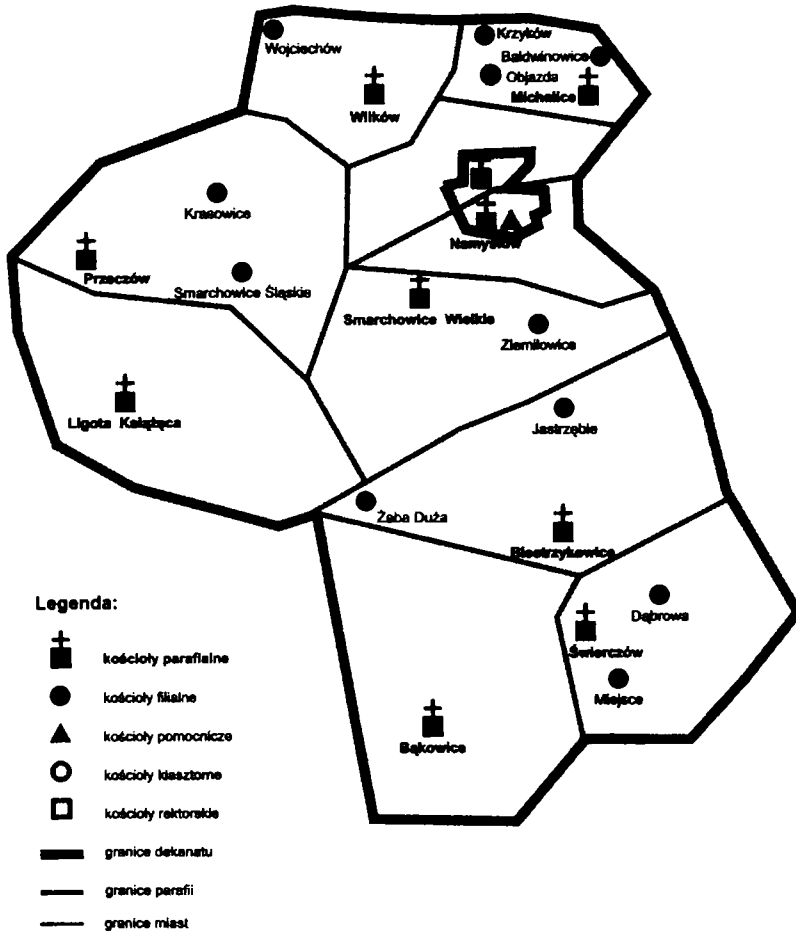 Wojciechów
Krzyków
Bałdwinowice
Objazda
Michalice
Wilków
Krasowice
Namysłów
Przeczów
Smarchowice Śląskie
Smarchowice Wielkie
Ziemiełowice
Ligota Książęca
Jastrzębie
Żaba Duża
Biestrzykowice
Dąbrowa
Świerczów
Miejsce
Bąkowice
Legenda:
kościoły parafialne
kościoły filialne
kościoły pomocnicze
kościoły klasztorne
kościoły rektorskie
granice dekanatu
granice parafii
granice miast